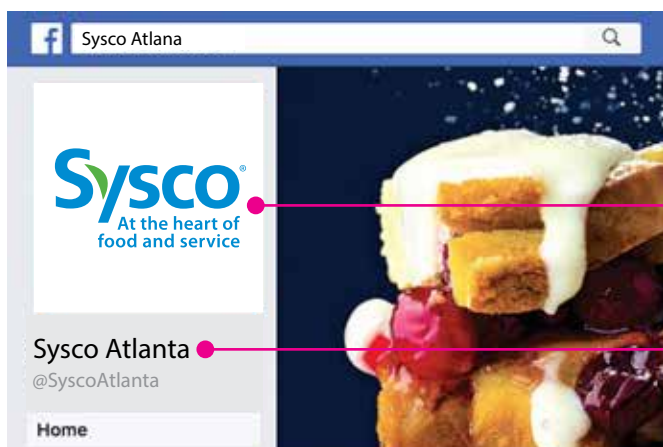 f
Sysco Atlana
Sysco®
At the heart of
food and service
Sysco Atlanta
@SyscoAtlanta
Home